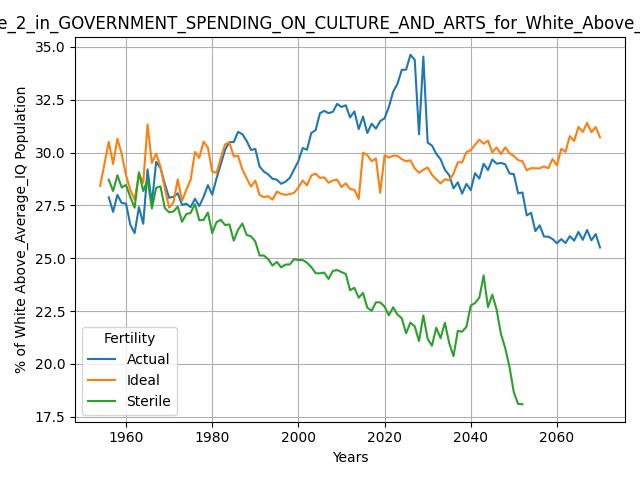 e_2_in_GOVERNMENT_SPENDING_ON_CULTURE_AND_ARTS_for_White_Above_
% of White Above_Average_IQ Population
35.0
32.5
30.0
27.5
25.0
22.5
20.0
17.5
Fertility
Actual
Ideal
Sterile
1960
1980
2000
2020
2040
2060
Years